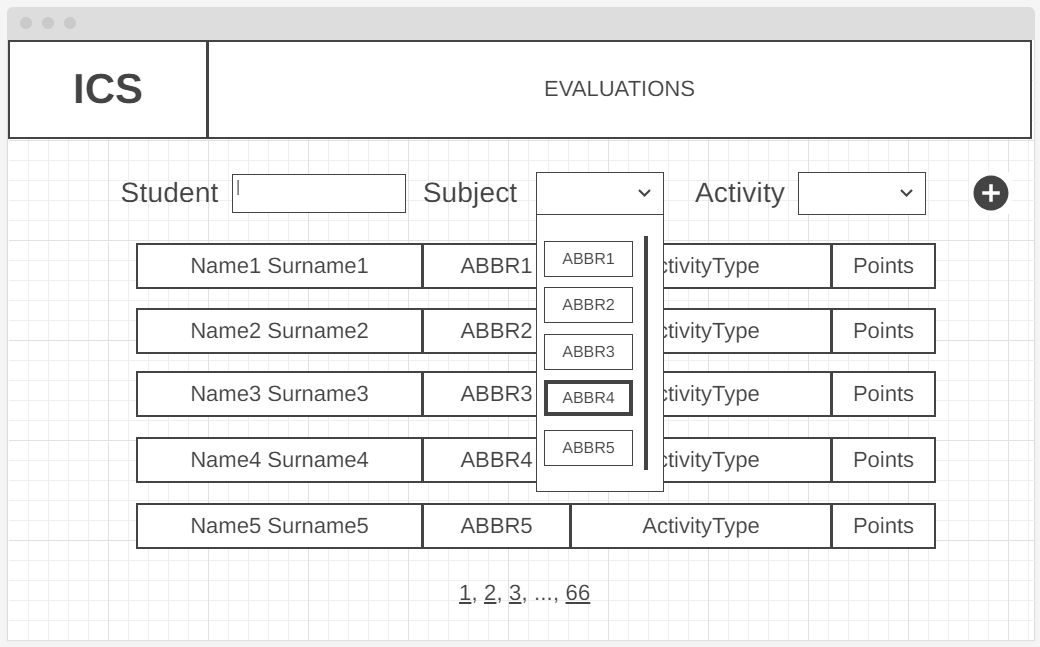 ICS
EVALUATIONS
Student Subject Activity
Name1 Surname1 ABBR1 ctivityType Points
ABBR1
Name2 Surname2 ABBR2 ctivityType Points
ABBR2
Name3 Surname3 ABBR3 ctivityType Points
ABBR3
Name4 Surname4 ABBR4 ctivityType Points
ABBR4
ABBR5
Name5 Surname5 ABBR5 ActivityType Points
1, 2, 3, ..., 66